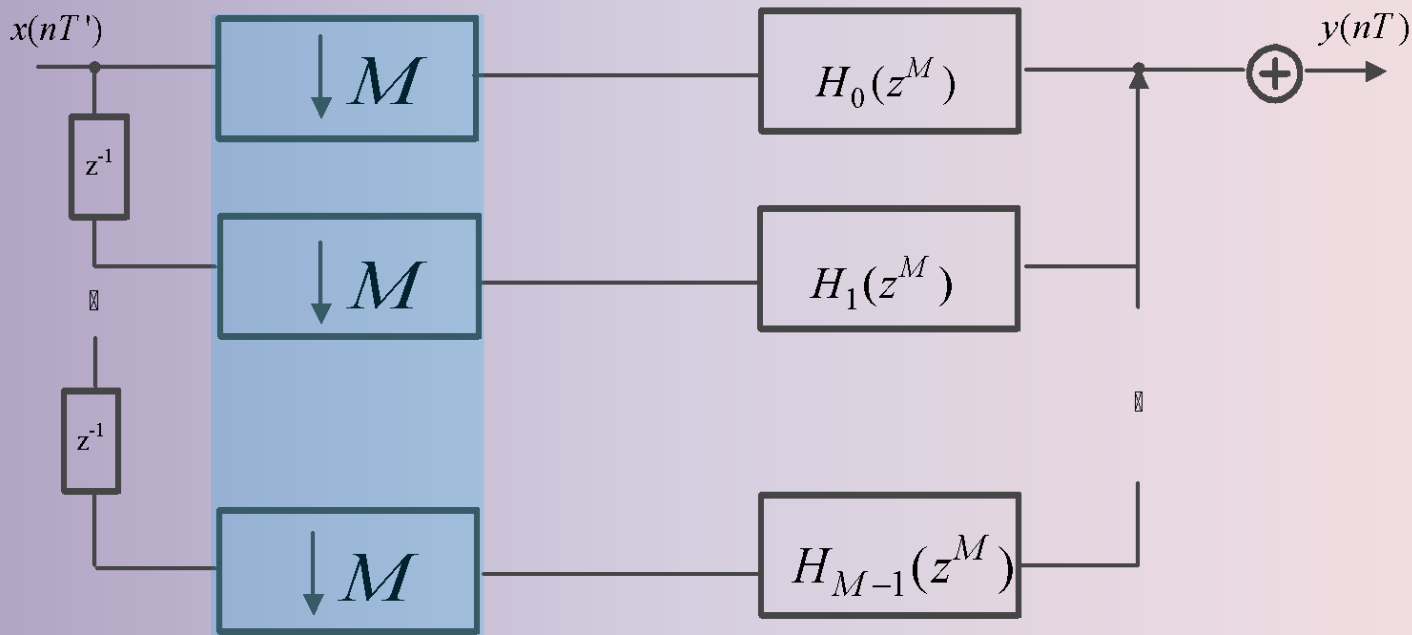 x(nT') ↓ M H₀(z^M) y(nT)
z⁻¹
↓ M H₁(z^M)
z⁻¹
↓ M H_{M−1}(z^M)